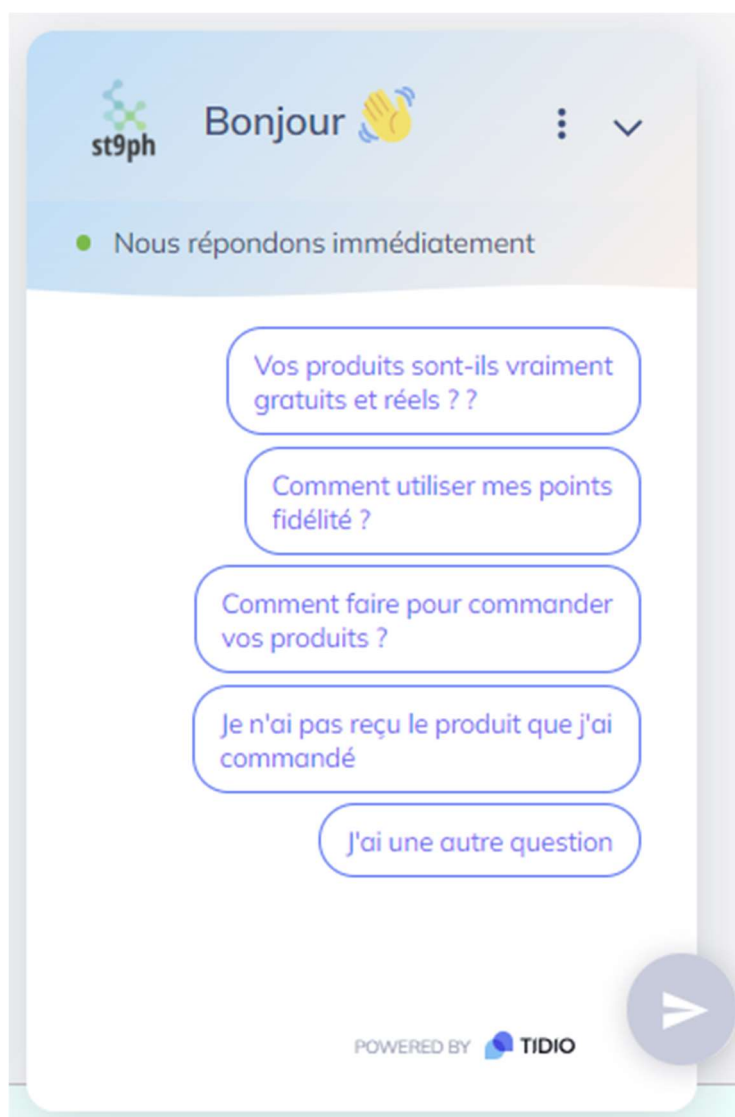 st9ph
Bonjour 👋
Nous répondons immédiatement
Vos produits sont-ils vraiment
gratuits et réels ? ?
Comment utiliser mes points
fidélité ?
Comment faire pour commander
vos produits ?
Je n'ai pas reçu le produit que j'ai
commandé
J'ai une autre question
POWERED BY TIDIO